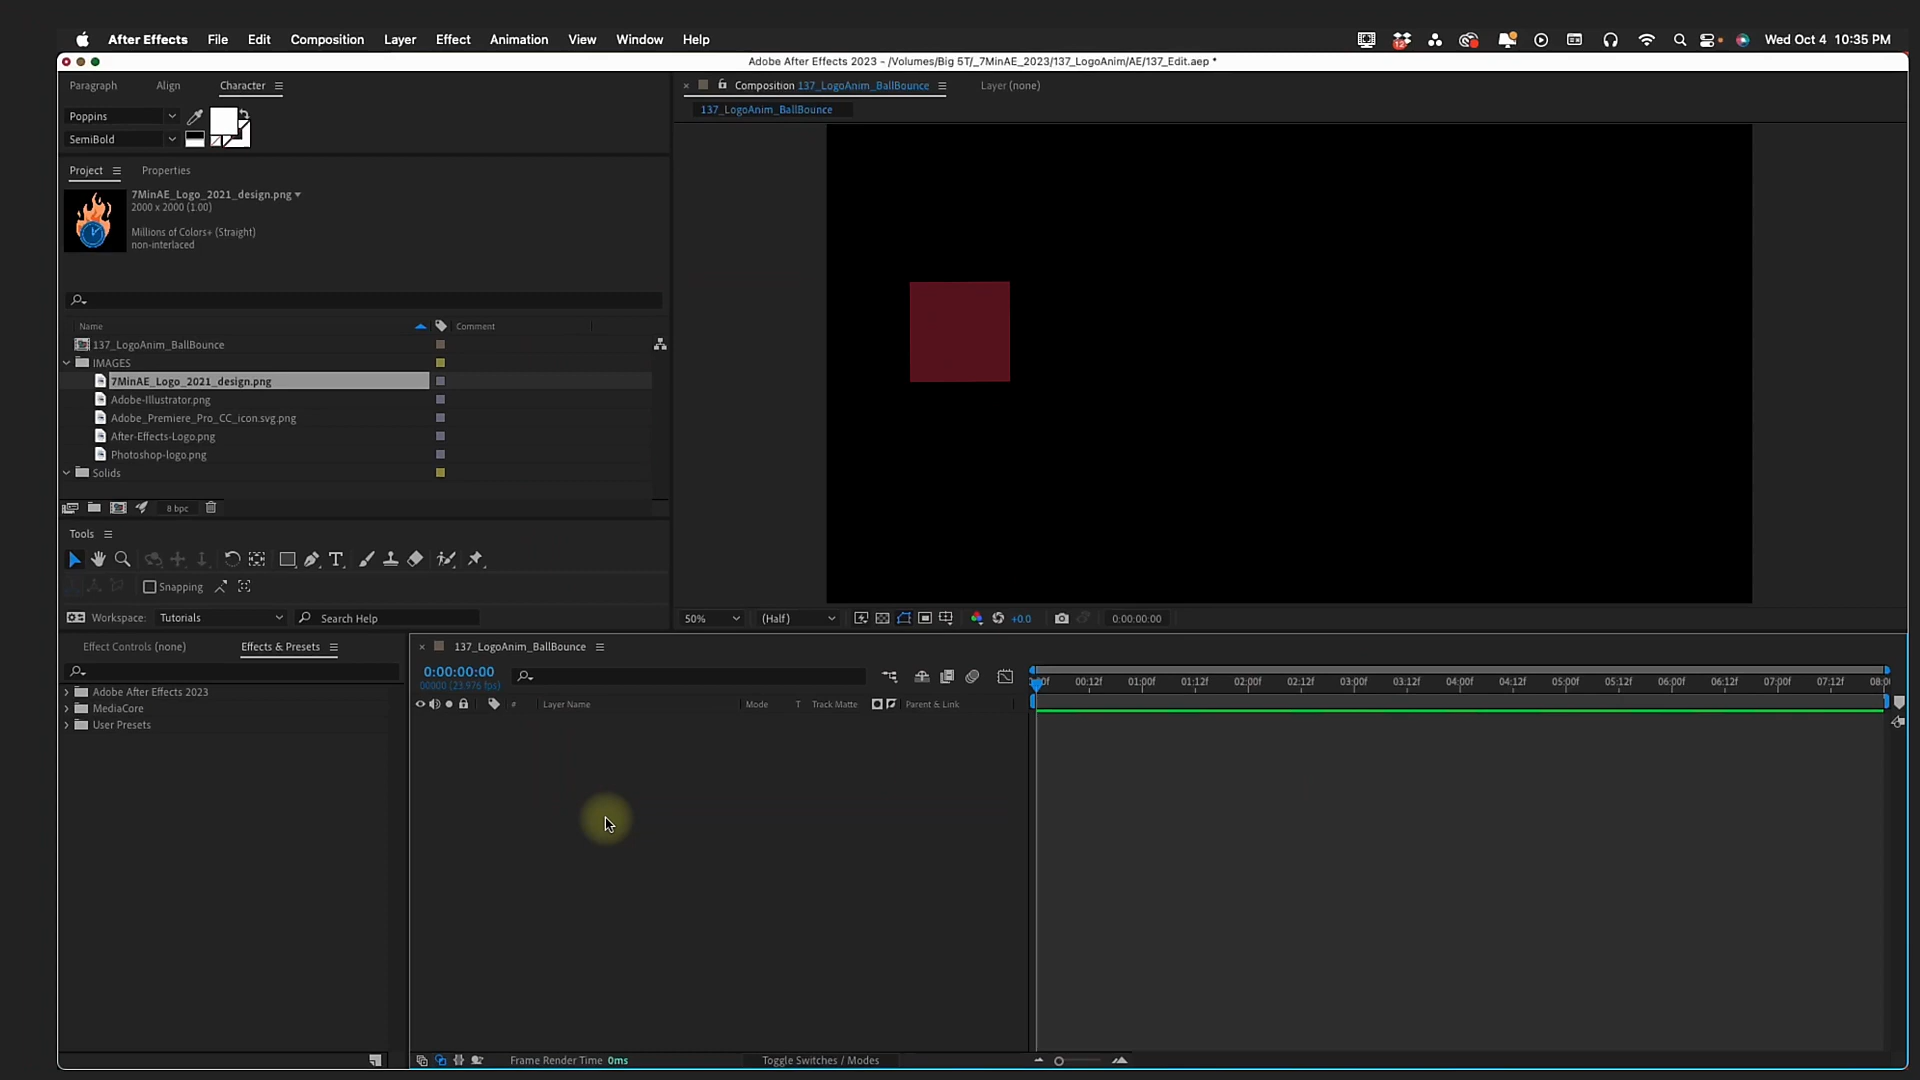 After Effects File Edit Composition Layer Effect Animation View Window Help
12
Wed Oct 4 10:35 PM
Adobe After Effects 2023 - /Volumes/Big 5T/_7MinAE_2023/137_LogoAnim/AE/137_Edit.aep *
Paragraph Align Character
Poppins
SemiBold
Project Properties
7MinAE_Logo_2021_design.png
2000 x 2000 (1.00)
Millions of Colors+ (Straight)
non-interlaced
Name Comment
137_LogoAnim_BallBounce
IMAGES
7MinAE_Logo_2021_design.png
Adobe-Illustrator.png
Adobe_Premiere_Pro_CC_icon.svg.png
After-Effects-Logo.png
Photoshop-logo.png
Solids
8 bpc
Tools
Snapping
Workspace: Tutorials Search Help
Composition 137_LogoAnim_BallBounce Layer (none)
137_LogoAnim_BallBounce
50% (Half) +0.0 0:00:00:00
Effect Controls (none) Effects & Presets
Adobe After Effects 2023
MediaCore
User Presets
137_LogoAnim_BallBounce
0:00:00:00
00000 (23.976 fps)
# Layer Name Mode T Track Matte Parent & Link
00:12f 01:00f 01:12f 02:00f 02:12f 03:00f 03:12f 04:00f 04:12f 05:00f 05:12f 06:00f 06:12f 07:00f 07:12f
Frame Render Time 0ms Toggle Switches / Modes